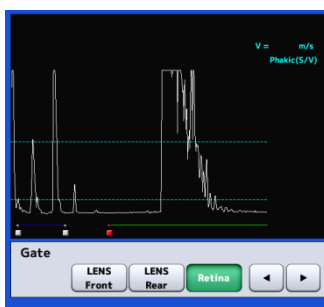 V = m/s
Phakic(S/V)
Gate
LENS Front
LENS Rear
Retina